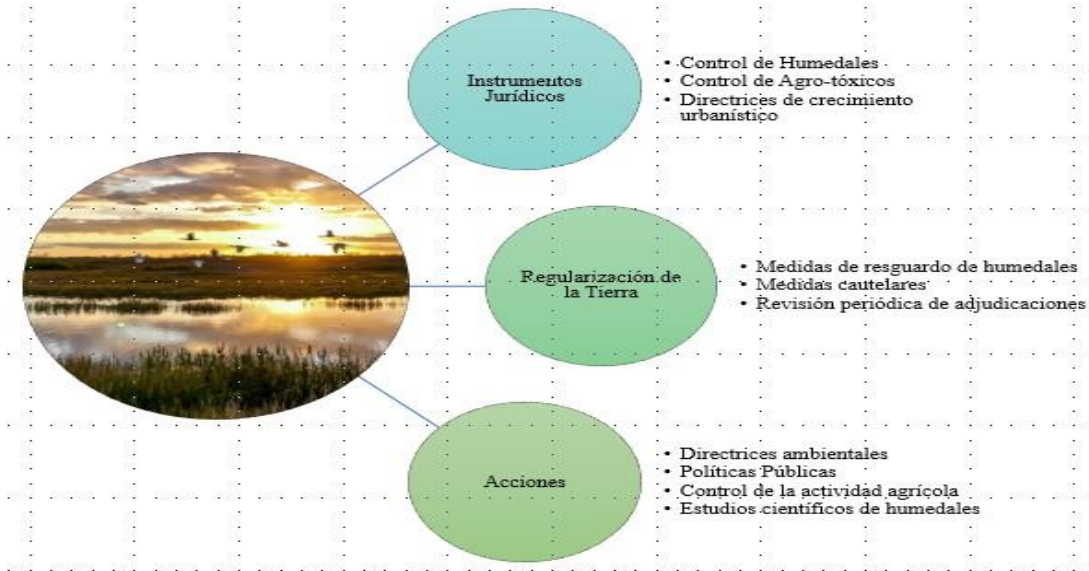 Instrumentos
Jurídicos
• Control de Humedales
• Control de Agro-tóxicos
• Directrices de crecimiento
urbanístico
Regularización de
la Tierra
• Medidas de resguardo de humedales
• Medidas cautelares
• Revisión periódica de adjudicaciones
Acciones
• Directrices ambientales
• Políticas Públicas
• Control de la actividad agrícola
• Estudios científicos de humedales